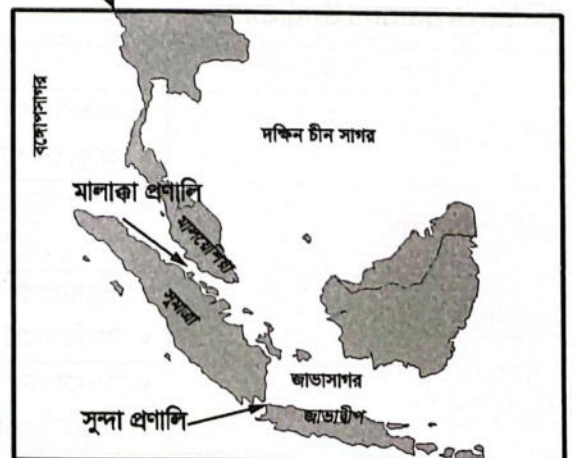 বঙ্গোপসাগর
দক্ষিন চীন সাগর
মালাক্কা প্রণালি
মালয়েশিয়া
সুমাত্রা
জাভাসাগর
সুন্দা প্রণালি
জাভাদ্বীপ